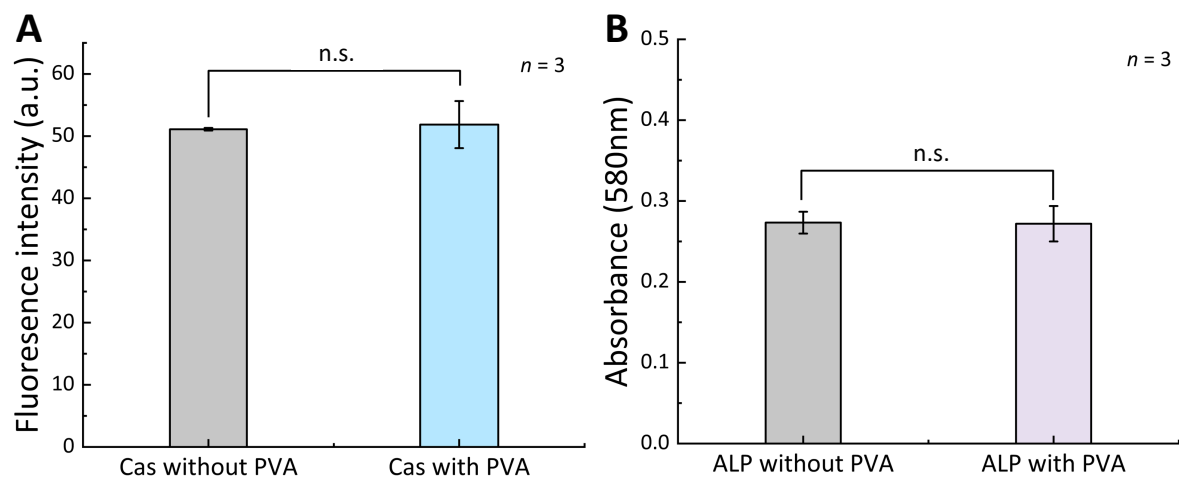 A
Fluoresence intensity (a.u.)
60
50
40
30
20
10
0
n.s.
n = 3
Cas without PVA
Cas with PVA
B
Absorbance (580nm)
0.5
0.4
0.3
0.2
0.1
0.0
n.s.
n = 3
ALP without PVA
ALP with PVA